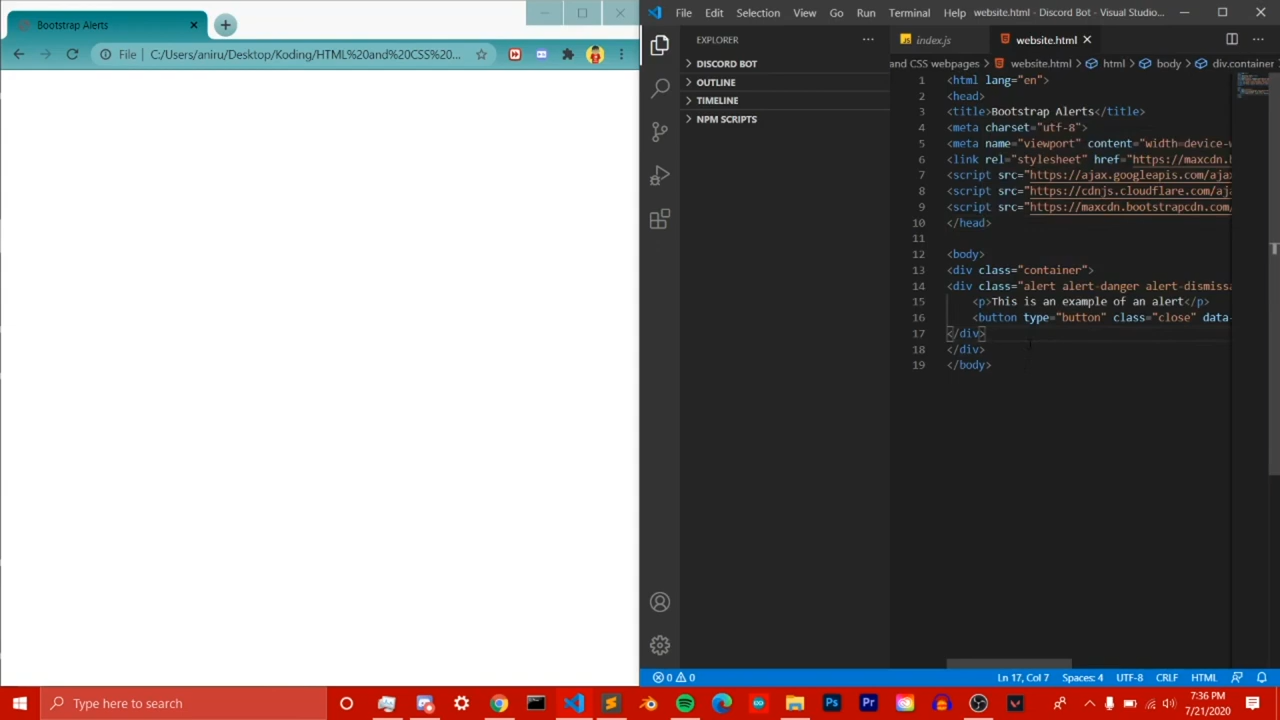 Bootstrap Alerts
File C:/Users/aniru/Desktop/Koding/HTML%20and%20CSS%20...
File Edit Selection View Go Run Terminal Help website.html - Discord Bot - Visual Studio...
EXPLORER
DISCORD BOT
OUTLINE
TIMELINE
NPM SCRIPTS
index.js website.html
and CSS webpages > website.html > html > body > div.container
1 <html lang="en">
2 <head>
3 <title>Bootstrap Alerts</title>
4 <meta charset="utf-8">
5 <meta name="viewport" content="width=device-w
6 <link rel="stylesheet" href="https://maxcdn.b
7 <script src="https://ajax.googleapis.com/ajax
8 <script src="https://cdnjs.cloudflare.com/aja
9 <script src="https://maxcdn.bootstrapcdn.com/
10 </head>
11
12 <body>
13 <div class="container">
14 <div class="alert alert-danger alert-dismissa
15 <p>This is an example of an alert</p>
16 <button type="button" class="close" data-
17 </div>
18 </div>
19 </body>
0 0 Ln 17, Col 7 Spaces: 4 UTF-8 CRLF HTML
Type here to search
7:36 PM
7/21/2020